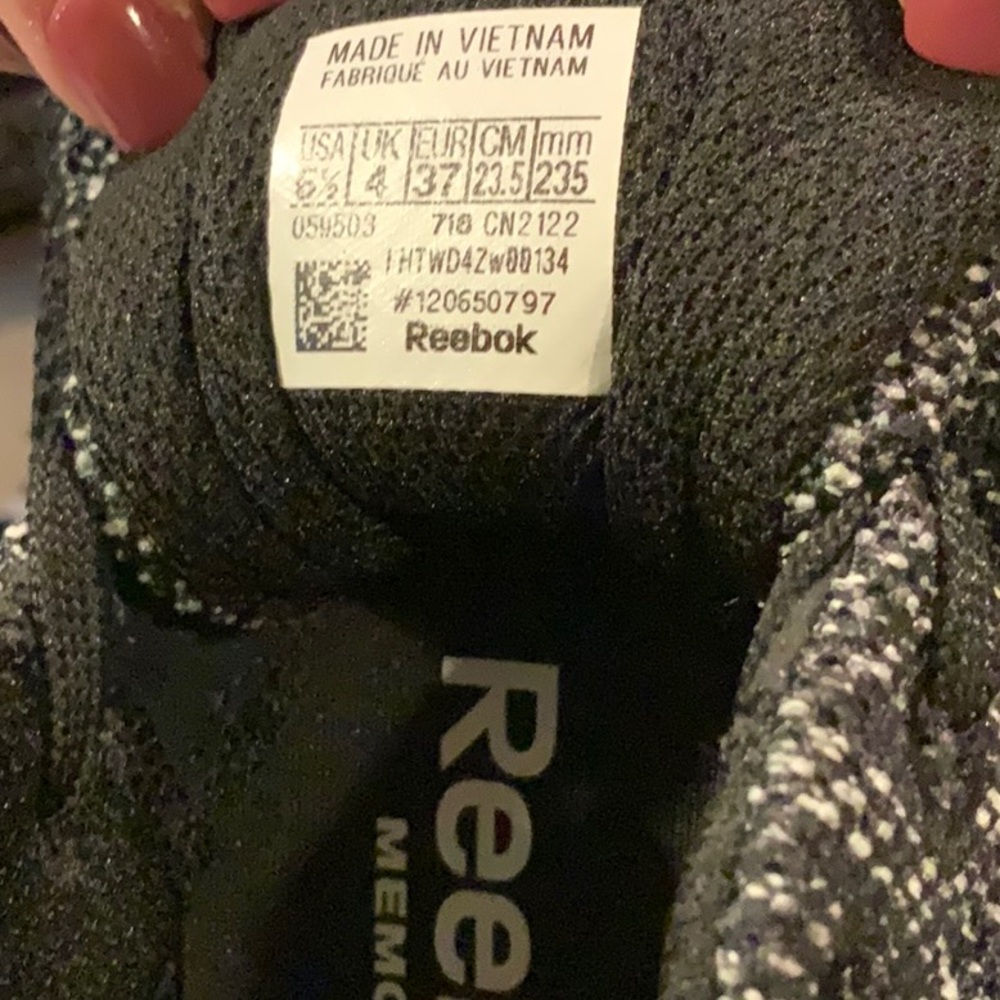 MADE IN VIETNAM
FABRIQUÉ AU VIETNAM
USA UK EUR CM mm
6½ 4 37 23.5 235
059503 718 CN2122
#120650797
Reebok
Ree
MEMO